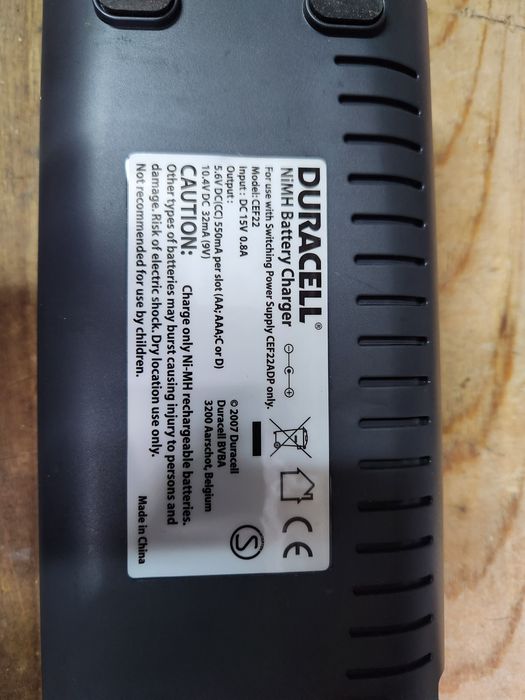 DURACELL®
NiMH Battery Charger
For use with Switching Power Supply CEF22ADP only.
Model: CEF22
Input : DC 15V 0.8A
Output :
5.6V DC(CC) 550mA per slot (AA; AAA;C or D)
10.4V DC 32mA (9V)
© 2007 Duracell
Duracell BVBA
3200 Aarschot, Belgium
CE
S
CAUTION: Charge only Ni-MH rechargeable batteries.
Other types of batteries may burst causing injury to persons and
damage. Risk of electric shock. Dry location use only.
Not recommended for use by children.
Made in China